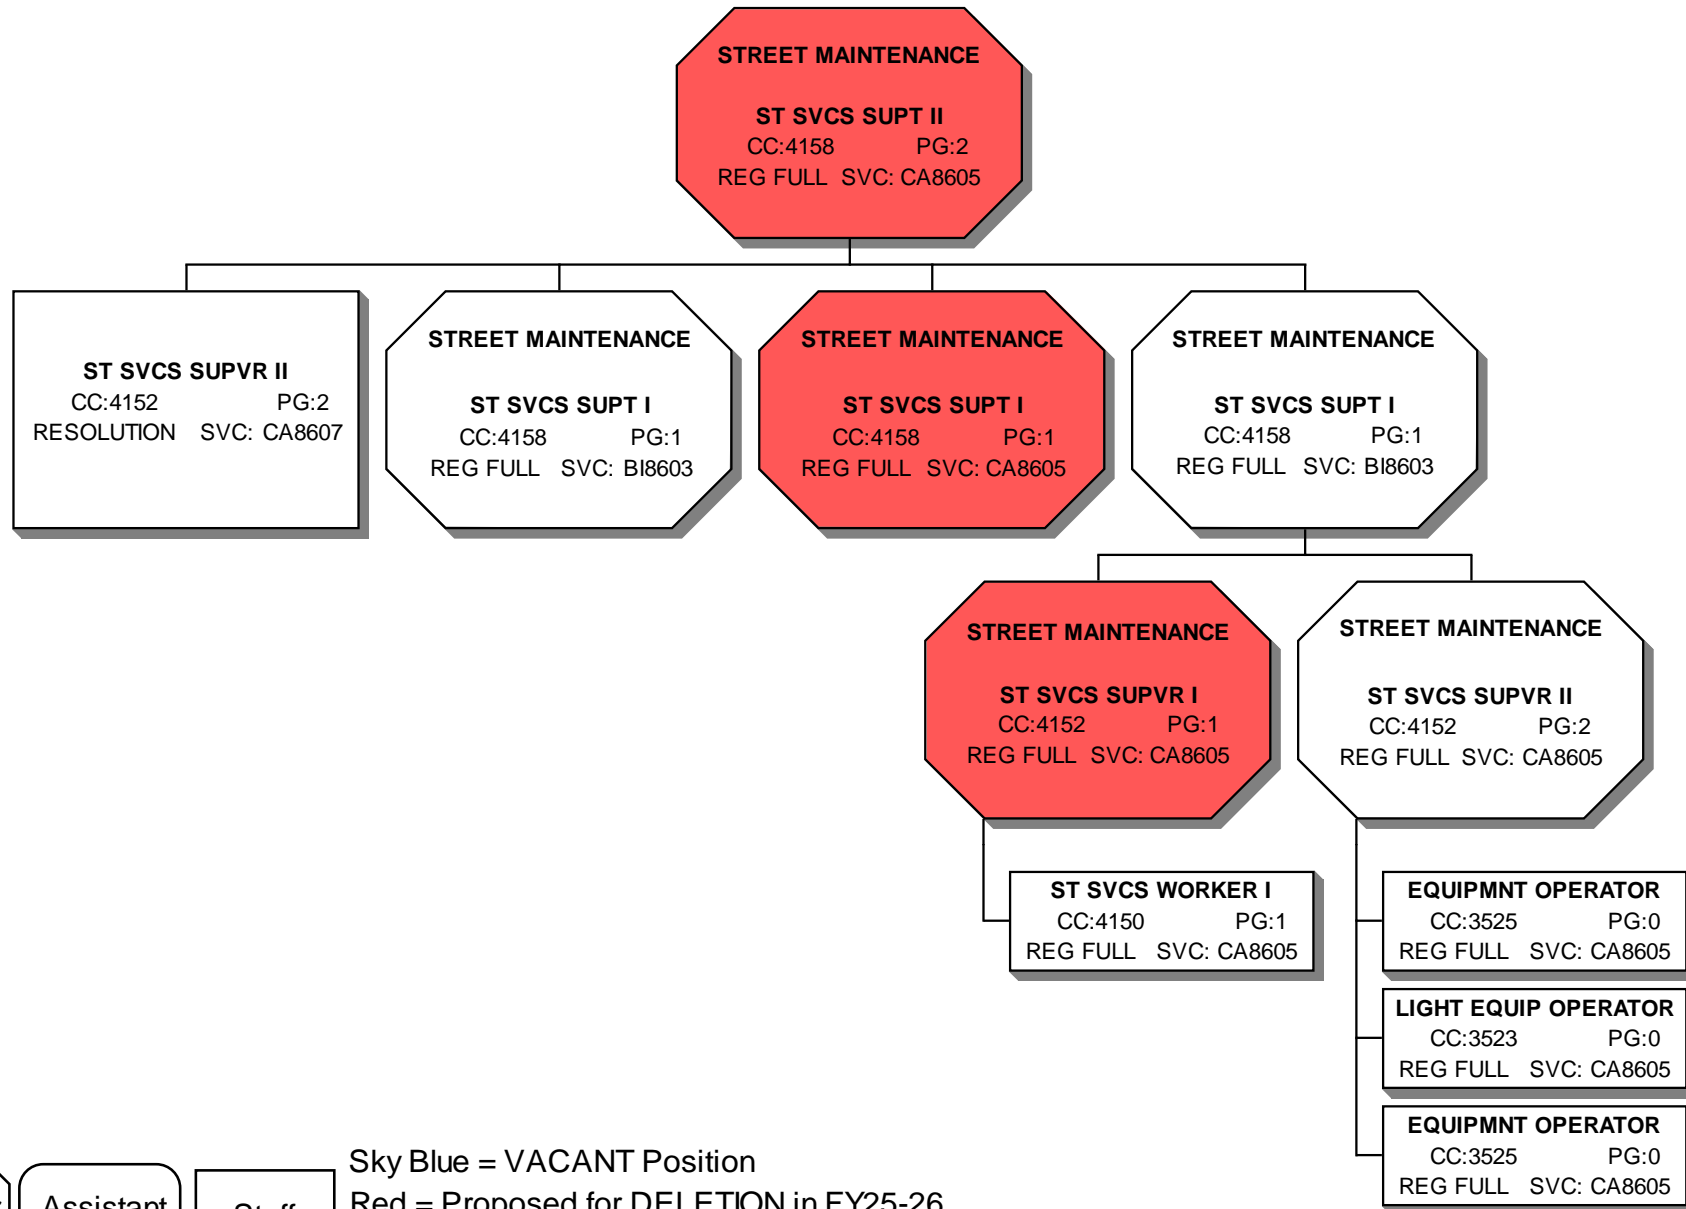 STREET MAINTENANCE
ST SVCS SUPT II
CC:4158 PG:2
REG FULL SVC: CA8605
ST SVCS SUPVR II
CC:4152 PG:2
RESOLUTION SVC: CA8607
STREET MAINTENANCE
ST SVCS SUPT I
CC:4158 PG:1
REG FULL SVC: BI8603
STREET MAINTENANCE
ST SVCS SUPT I
CC:4158 PG:1
REG FULL SVC: CA8605
STREET MAINTENANCE
ST SVCS SUPT I
CC:4158 PG:1
REG FULL SVC: BI8603
STREET MAINTENANCE
ST SVCS SUPVR I
CC:4152 PG:1
REG FULL SVC: CA8605
STREET MAINTENANCE
ST SVCS SUPVR II
CC:4152 PG:2
REG FULL SVC: CA8605
ST SVCS WORKER I
CC:4150 PG:1
REG FULL SVC: CA8605
EQUIPMNT OPERATOR
CC:3525 PG:0
REG FULL SVC: CA8605
LIGHT EQUIP OPERATOR
CC:3523 PG:0
REG FULL SVC: CA8605
EQUIPMNT OPERATOR
CC:3525 PG:0
REG FULL SVC: CA8605
Sky Blue = VACANT Position
Red = Proposed for DELETION in FY25-26
Assistant
Staff